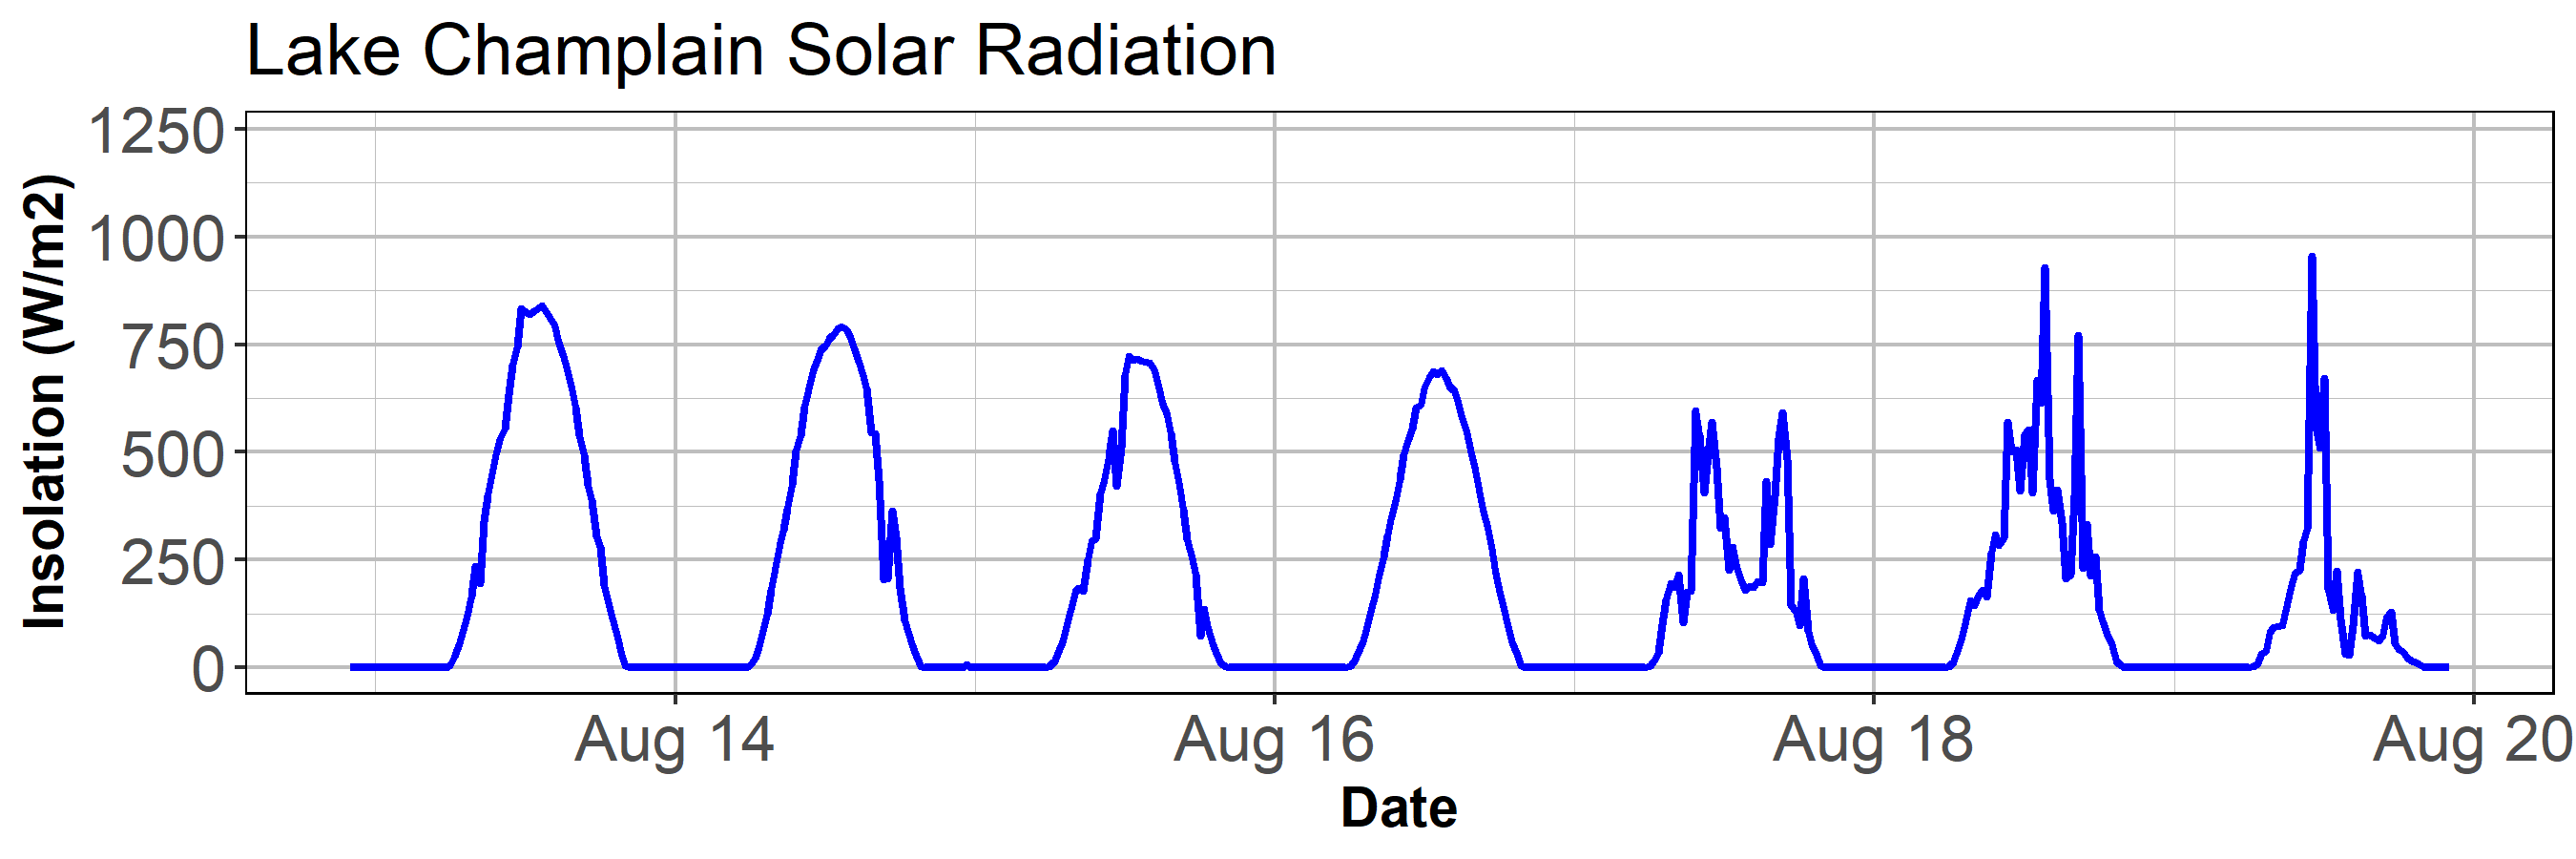 Lake Champlain Solar Radiation
Insolation (W/m2)
1250
1000
750
500
250
0
Aug 14 Aug 16 Aug 18 Aug 20
Date